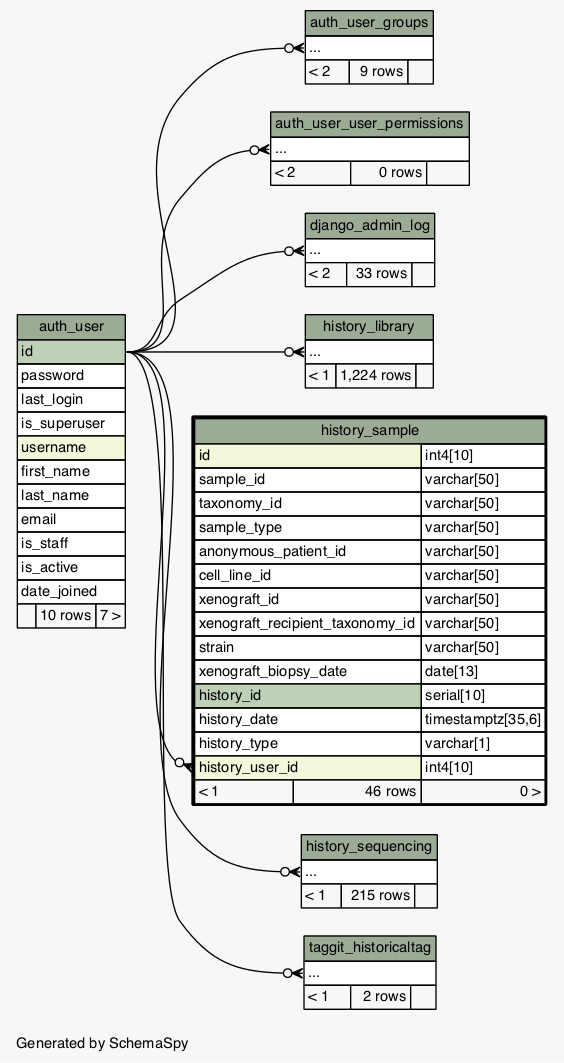 auth_user_groups
...
< 2 9 rows
auth_user_user_permissions
...
< 2 0 rows
django_admin_log
...
< 2 33 rows
history_library
...
< 1 1,224 rows
auth_user
id
password
last_login
is_superuser
username
first_name
last_name
email
is_staff
is_active
date_joined
10 rows 7 >
history_sample
id int4[10]
sample_id varchar[50]
taxonomy_id varchar[50]
sample_type varchar[50]
anonymous_patient_id varchar[50]
cell_line_id varchar[50]
xenograft_id varchar[50]
xenograft_recipient_taxonomy_id varchar[50]
strain varchar[50]
xenograft_biopsy_date date[13]
history_id serial[10]
history_date timestamptz[35,6]
history_type varchar[1]
history_user_id int4[10]
< 1 46 rows 0 >
history_sequencing
...
< 1 215 rows
taggit_historicaltag
...
< 1 2 rows
Generated by SchemaSpy